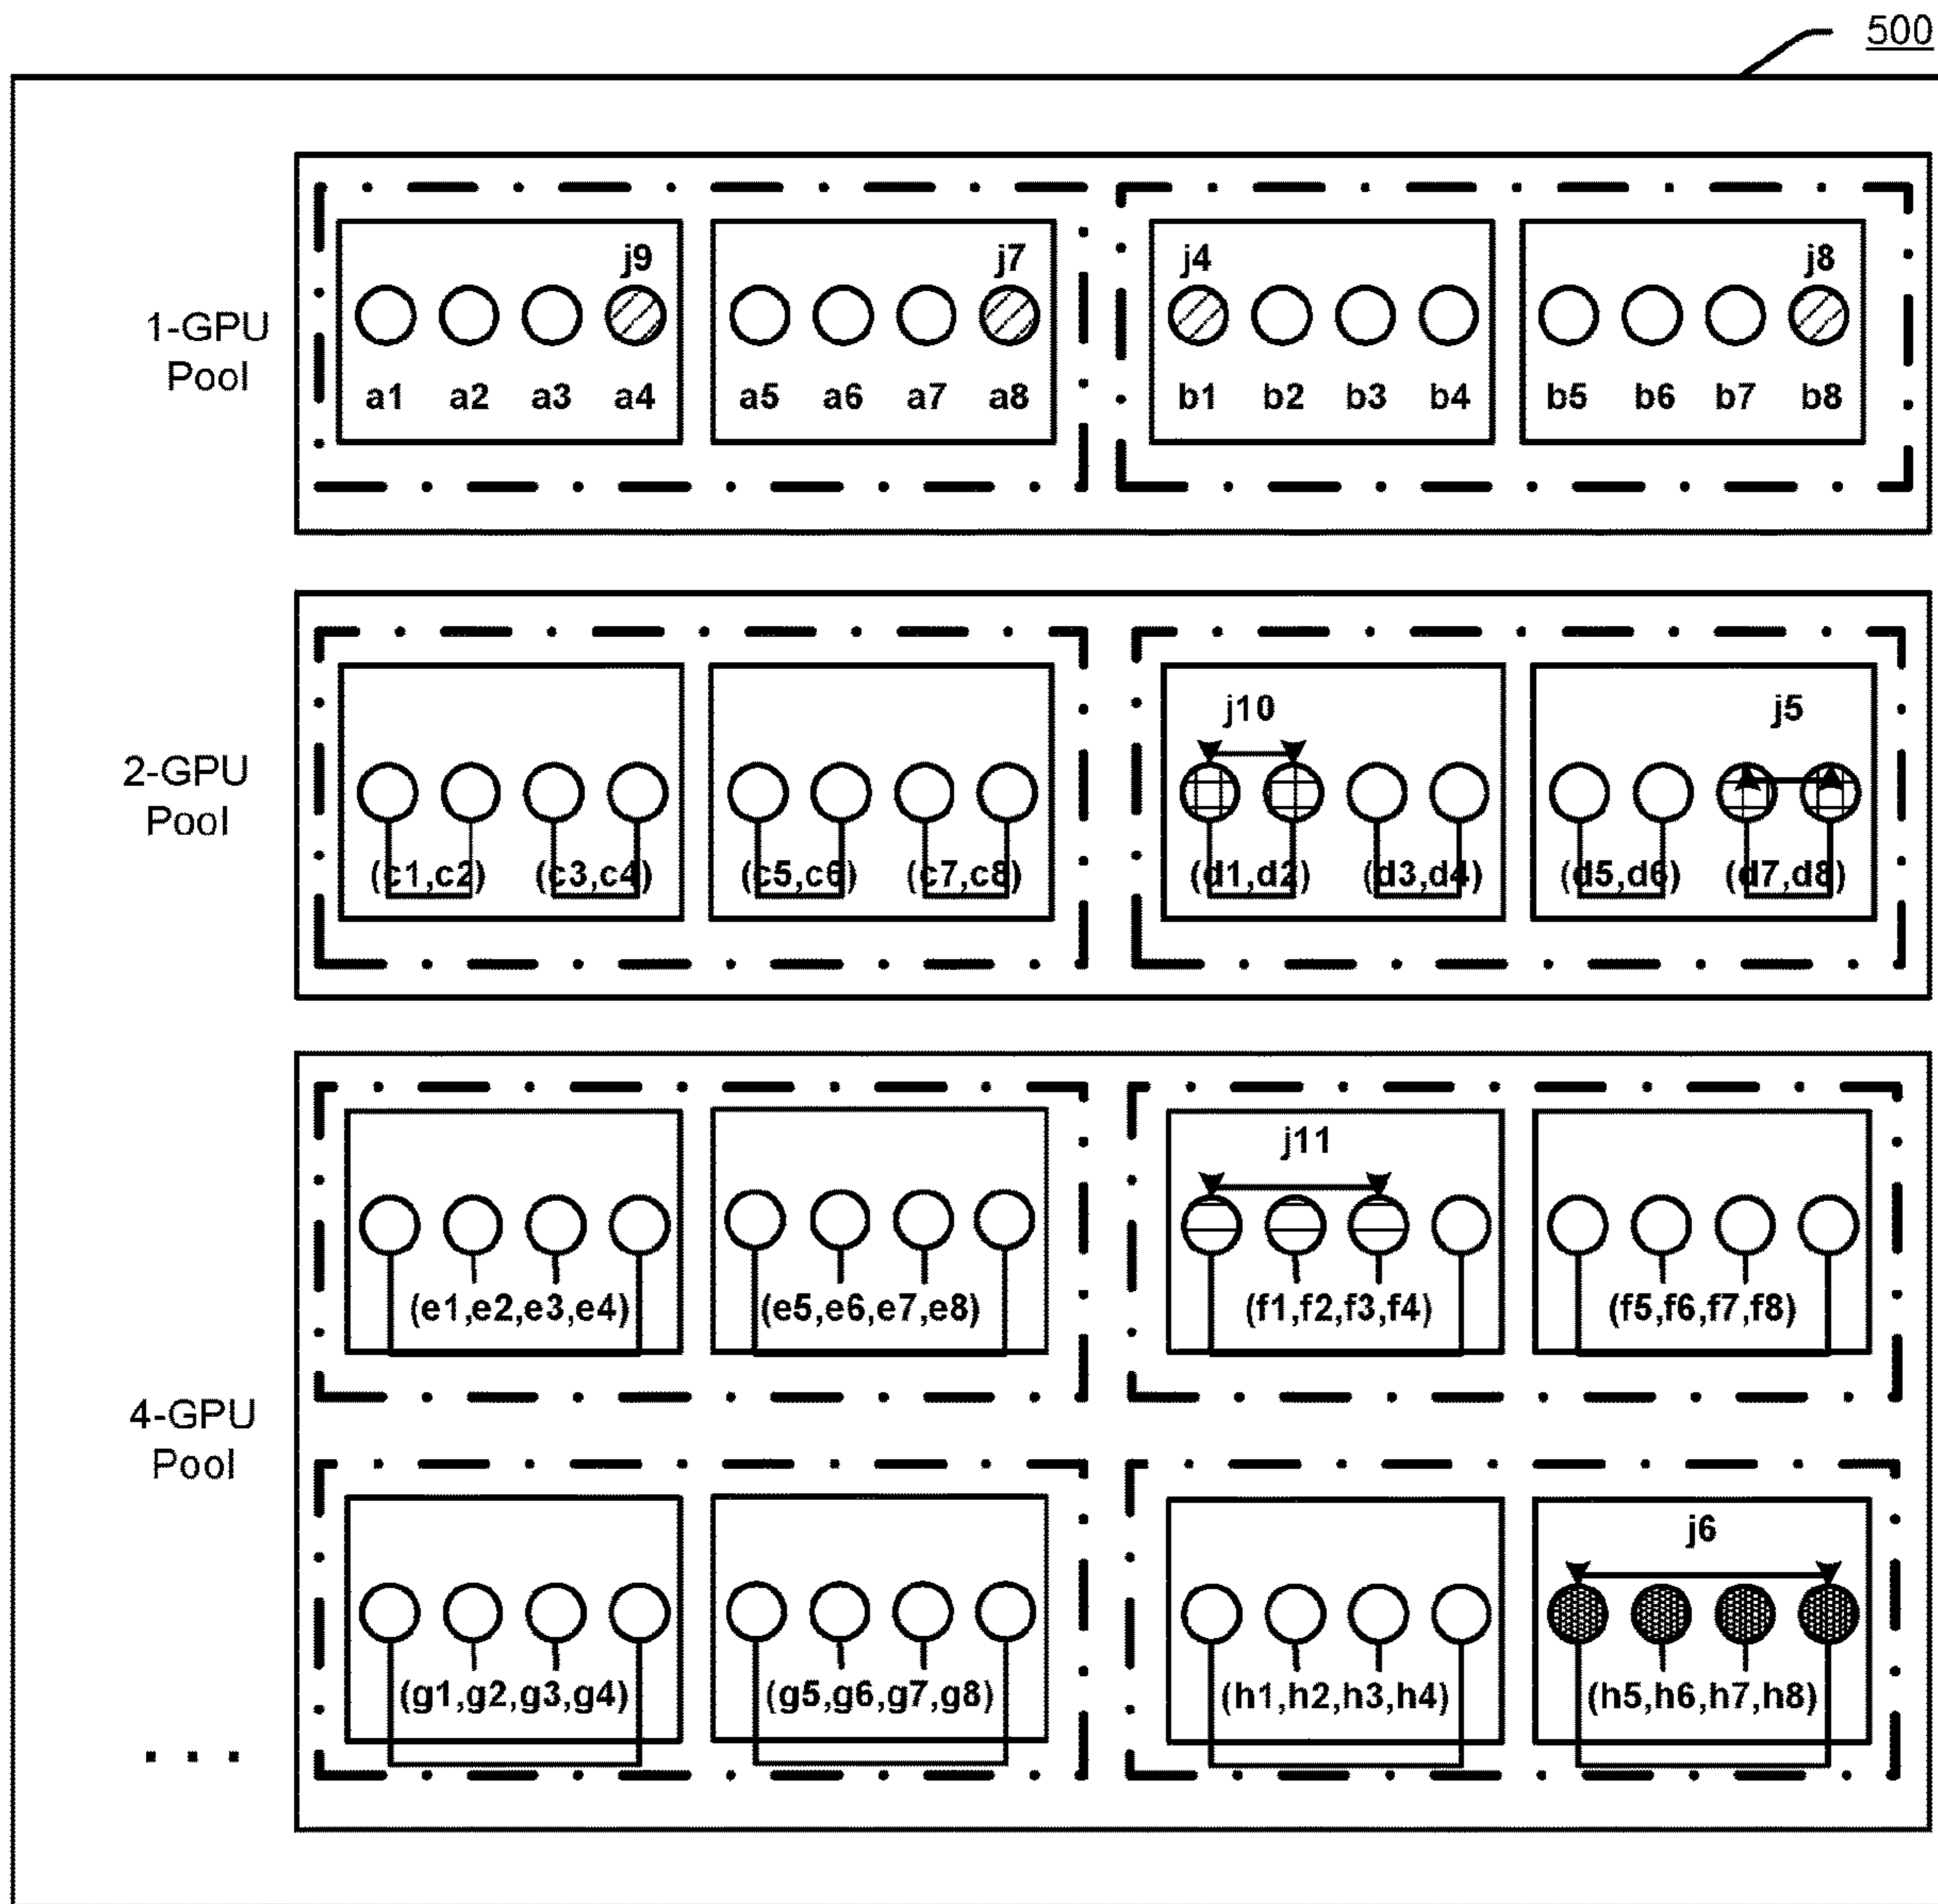 500
j9 j7 j4 j8
1-GPU
Pool
a1 a2 a3 a4 a5 a6 a7 a8 b1 b2 b3 b4 b5 b6 b7 b8
j10 j5
2-GPU
Pool
(c1,c2) (c3,c4) (c5,c6) (c7,c8) (d1,d2) (d3,d4) (d5,d6) (d7,d8)
j11
(e1,e2,e3,e4) (e5,e6,e7,e8) (f1,f2,f3,f4) (f5,f6,f7,f8)
4-GPU
Pool
j6
(g1,g2,g3,g4) (g5,g6,g7,g8) (h1,h2,h3,h4) (h5,h6,h7,h8)
...